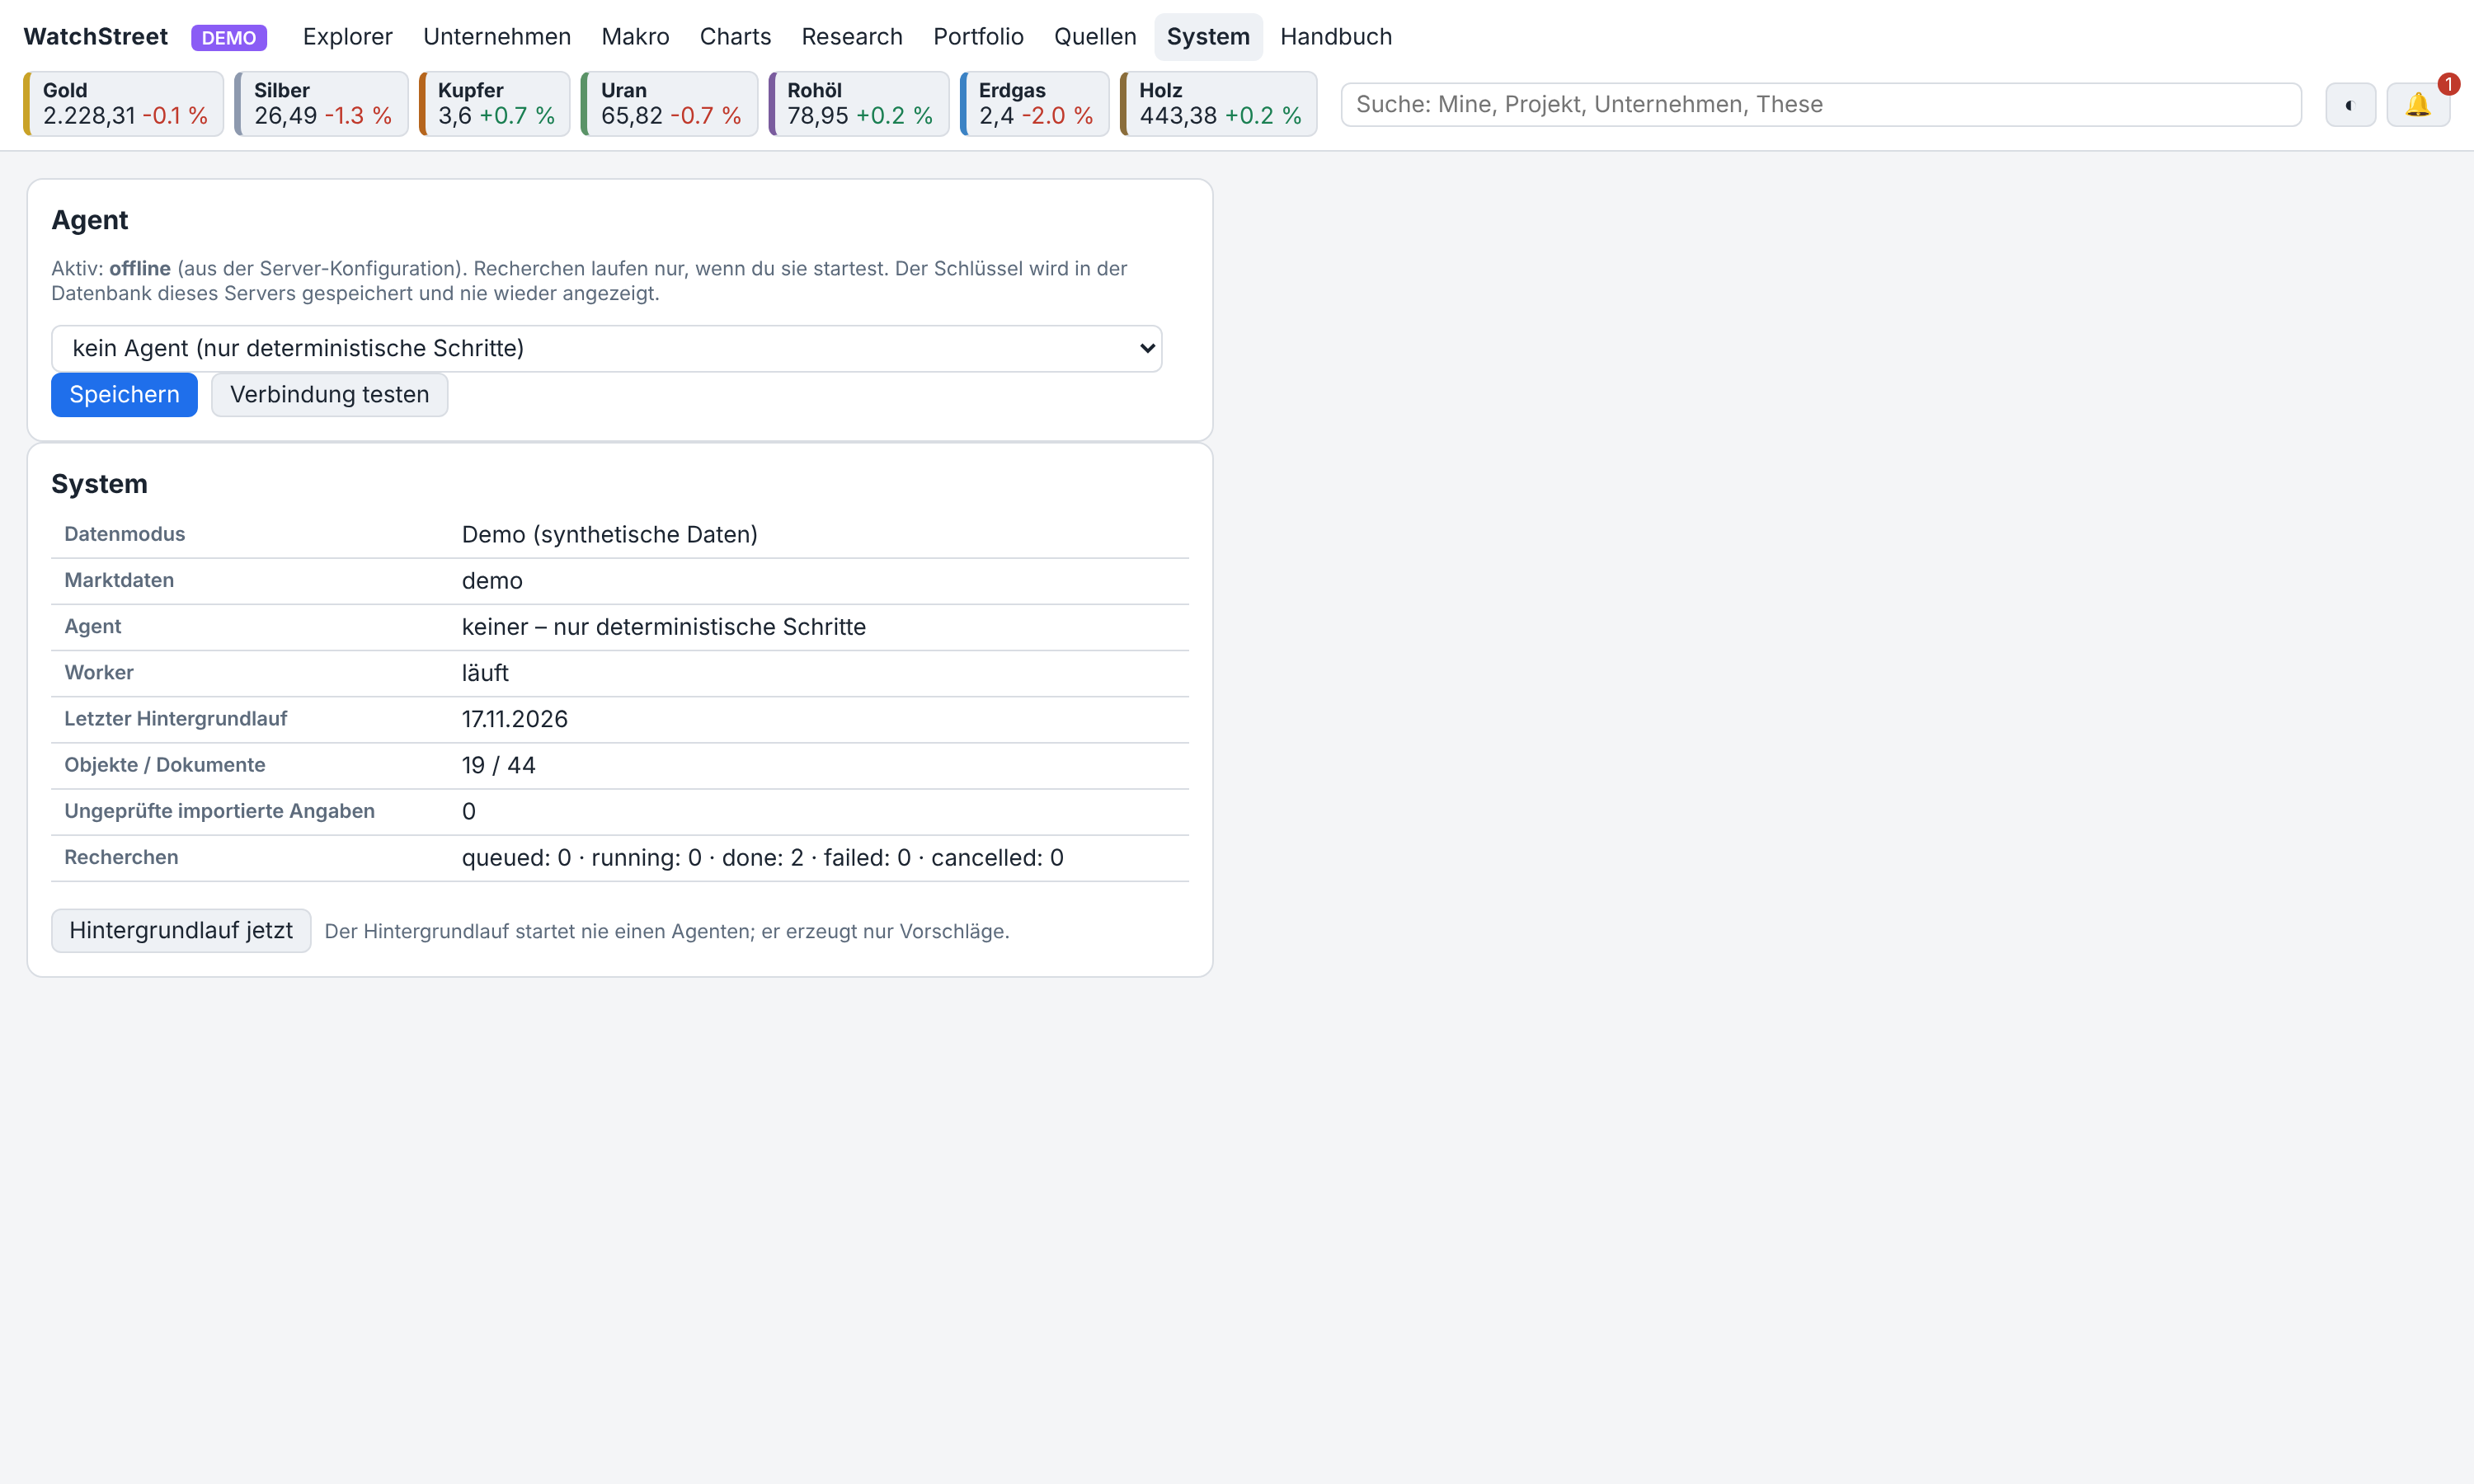 WatchStreet DEMO Explorer Unternehmen Makro Charts Research Portfolio Quellen System Handbuch
Gold Silber Kupfer Uran Rohöl Erdgas Holz
2.228,31 -0.1 % 26,49 -1.3 % 3,6 +0.7 % 65,82 -0.7 % 78,95 +0.2 % 2,4 -2.0 % 443,38 +0.2 %
Suche: Mine, Projekt, Unternehmen, These
1
Agent
Aktiv: offline (aus der Server-Konfiguration). Recherchen laufen nur, wenn du sie startest. Der Schlüssel wird in der
Datenbank dieses Servers gespeichert und nie wieder angezeigt.
kein Agent (nur deterministische Schritte)
Speichern Verbindung testen
System
Datenmodus Demo (synthetische Daten)
Marktdaten demo
Agent keiner – nur deterministische Schritte
Worker läuft
Letzter Hintergrundlauf 17.11.2026
Objekte / Dokumente 19 / 44
Ungeprüfte importierte Angaben 0
Recherchen queued: 0 · running: 0 · done: 2 · failed: 0 · cancelled: 0
Hintergrundlauf jetzt Der Hintergrundlauf startet nie einen Agenten; er erzeugt nur Vorschläge.